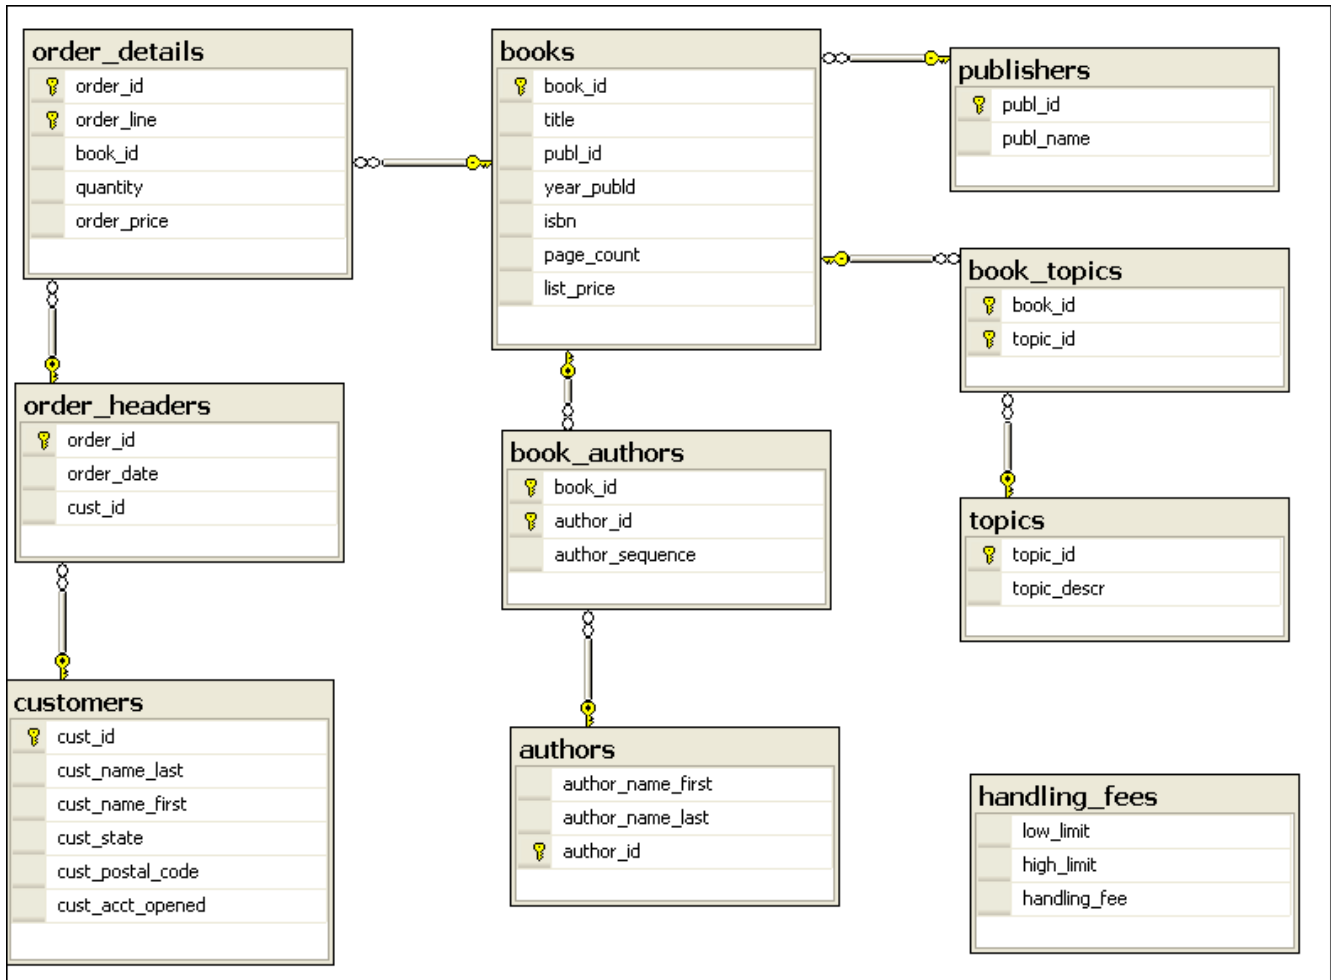 order_details
order_id
order_line
book_id
quantity
order_price
books
book_id
title
publ_id
year_publd
isbn
page_count
list_price
publishers
publ_id
publ_name
book_topics
book_id
topic_id
order_headers
order_id
order_date
cust_id
book_authors
book_id
author_id
author_sequence
topics
topic_id
topic_descr
customers
cust_id
cust_name_last
cust_name_first
cust_state
cust_postal_code
cust_acct_opened
authors
author_name_first
author_name_last
author_id
handling_fees
low_limit
high_limit
handling_fee